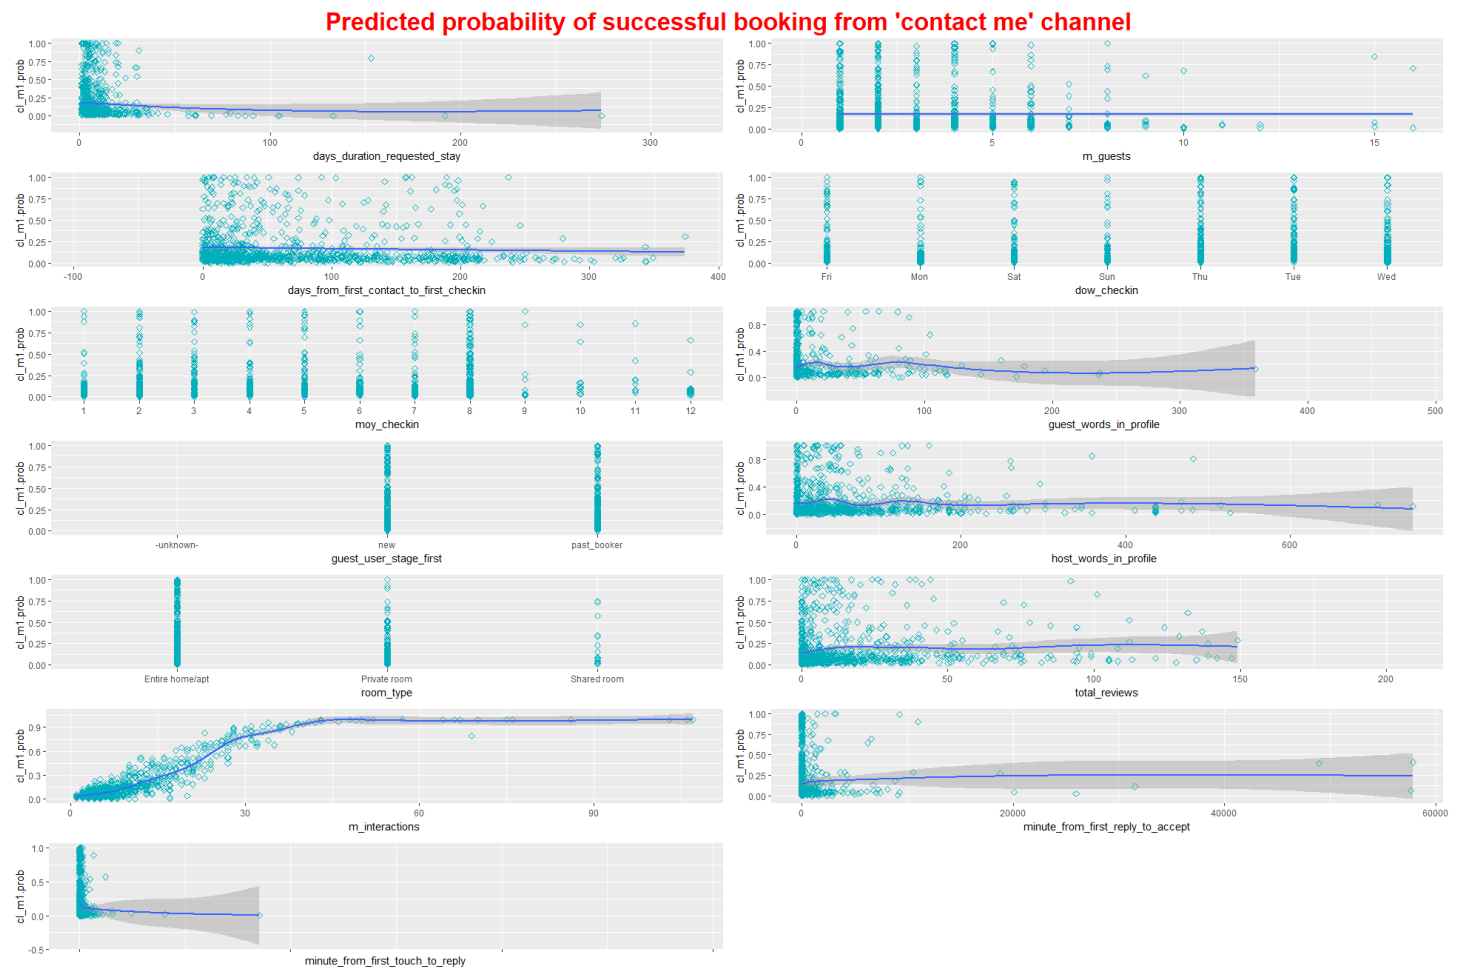 Predicted probability of successful booking from 'contact me' channel
cl_m1.prob
1.00
0.75
0.50
0.25
0.00
0 100 200 300
days_duration_requested_stay
cl_m1.prob
1.00
0.75
0.50
0.25
0.00
0 5 10 15
m_guests
cl_m1.prob
1.00
0.75
0.50
0.25
0.00
-100 0 100 200 300 400
days_from_first_contact_to_first_checkin
cl_m1.prob
1.00
0.75
0.50
0.25
0.00
Fri Mon Sat Sun Thu Tue Wed
dow_checkin
cl_m1.prob
1.00
0.75
0.50
0.25
0.00
1 2 3 4 5 6 7 8 9 10 11 12
moy_checkin
cl_m1.prob
0.8
0.4
0.0
0 100 200 300 400 500
guest_words_in_profile
cl_m1.prob
1.00
0.75
0.50
0.25
0.00
-unknown- new past_booker
guest_user_stage_first
cl_m1.prob
0.8
0.4
0.0
0 200 400 600
host_words_in_profile
cl_m1.prob
1.00
0.75
0.50
0.25
0.00
Entire home/apt Private room Shared room
room_type
cl_m1.prob
1.00
0.75
0.50
0.25
0.00
0 50 100 150 200
total_reviews
cl_m1.prob
0.9
0.6
0.3
0.0
0 30 60 90
m_interactions
cl_m1.prob
1.00
0.75
0.50
0.25
0.00
0 20000 40000 60000
minute_from_first_reply_to_accept
cl_m1.prob
1.0
0.5
0.0
-0.5
minute_from_first_touch_to_reply